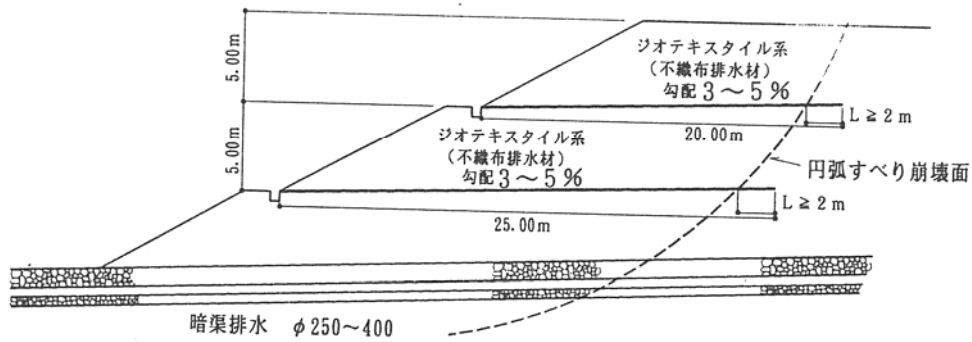 5.00m
ジオテキスタイル系
(不織布排水材)
勾配 3～5%
L≧2m
20.00m
5.00m
ジオテキスタイル系
(不織布排水材)
勾配 3～5%
円弧すべり崩壊面
L≧2m
25.00m
暗渠排水 φ250～400